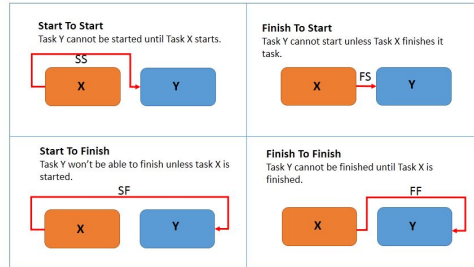 Start To Start
Task Y cannot be started until Task X starts.
SS
X
Y
Finish To Start
Task Y cannot start unless Task X finishes it
task.
FS
X
Y
Start To Finish
Task Y won't be able to finish unless task X is
started.
SF
X
Y
Finish To Finish
Task Y cannot be finished until Task X is
finished.
FF
X
Y